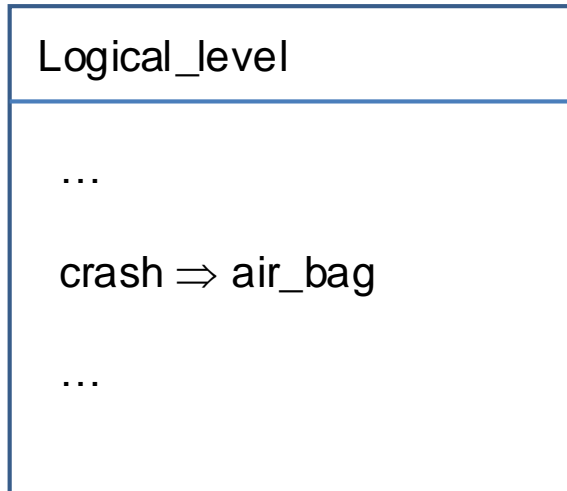 Logical_level
…
crash ⇒ air_bag
…